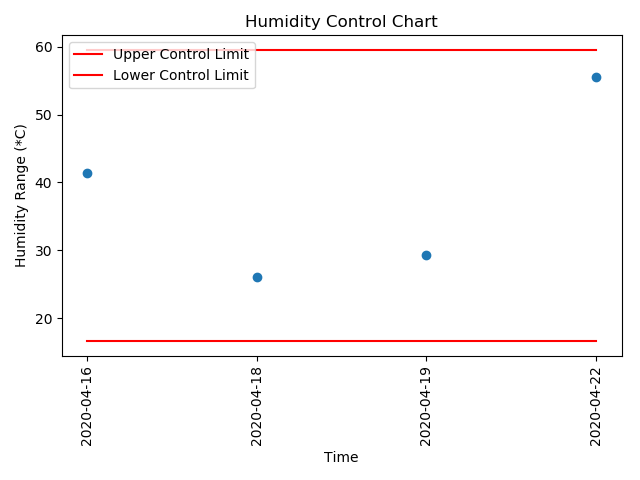 Humidity Control Chart
Upper Control Limit
Lower Control Limit
Humidity Range (*C)
60
50
40
30
20
2020-04-16
2020-04-18
2020-04-19
2020-04-22
Time